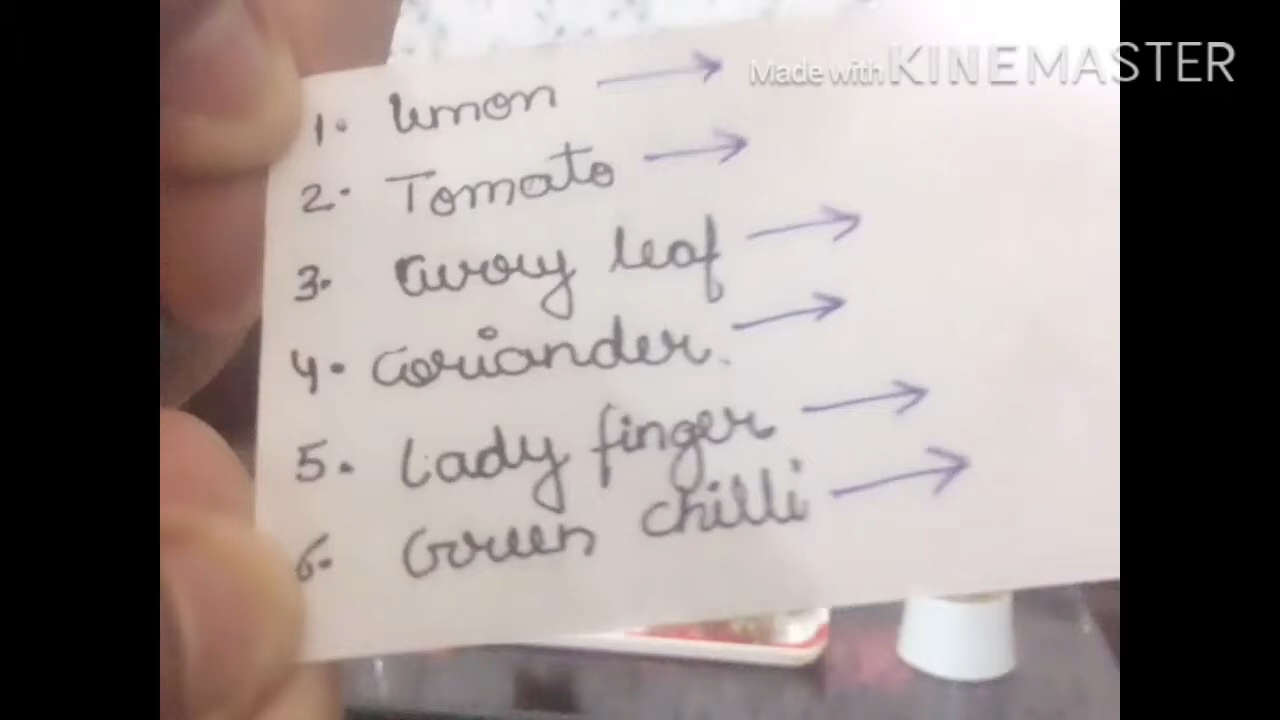 Made with KINEMASTER
1. Lemon →
2. Tomato →
3. Curry leaf →
4. Coriander. →
5. Lady finger →
6. Green chilli →